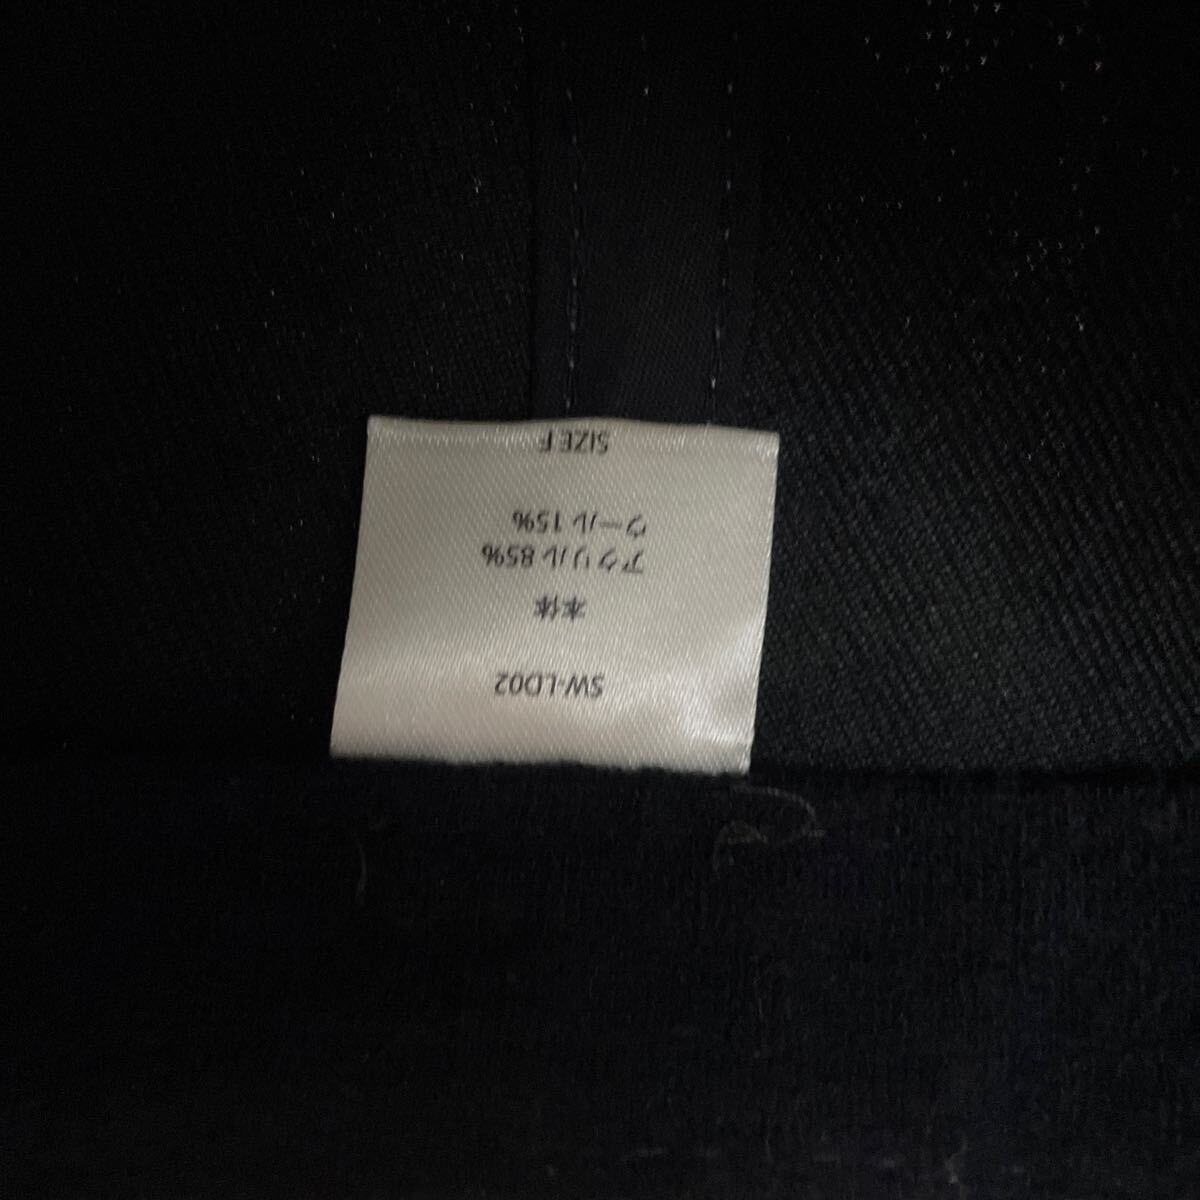 SW-LD02
本体
アクリル 85%
ウール 15%
SIZE F